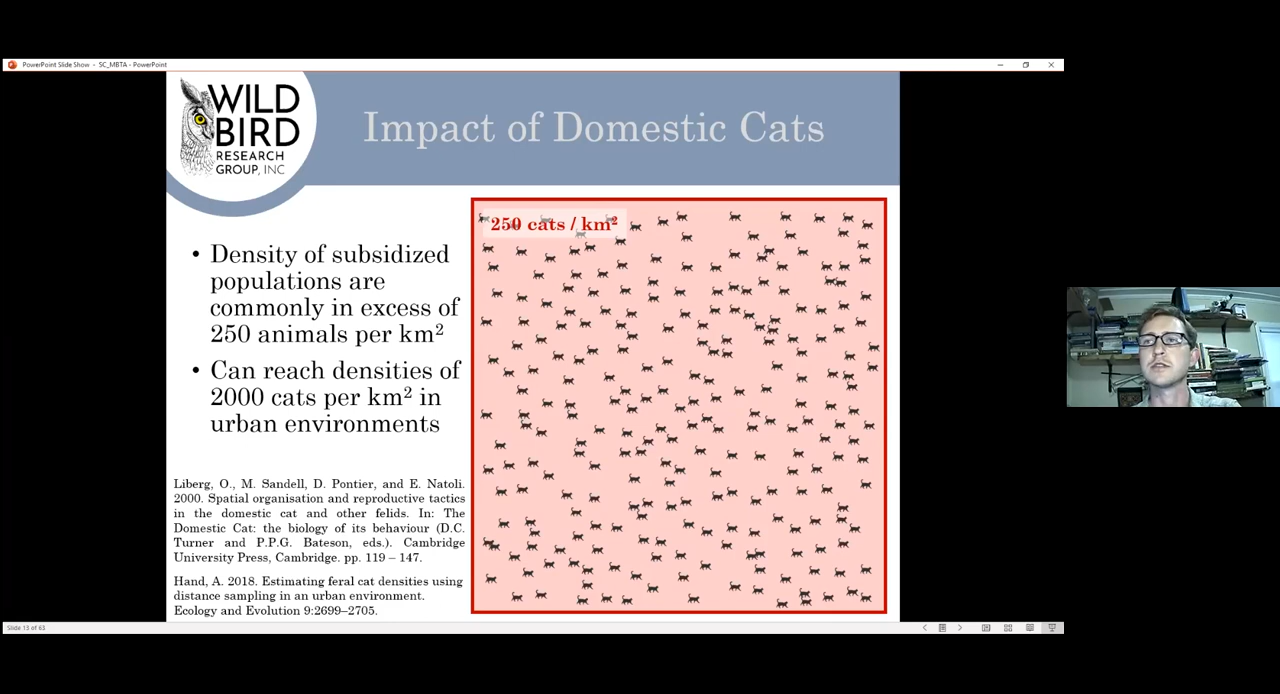 PowerPoint Slide Show - SC_MBTA - PowerPoint
WILD
BIRD
RESEARCH
GROUP, INC
Impact of Domestic Cats
250 cats / km²
• Density of subsidized
populations are
commonly in excess of
250 animals per km²
• Can reach densities of
2000 cats per km² in
urban environments
Liberg, O., M. Sandell, D. Pontier, and E. Natoli.
2000. Spatial organisation and reproductive tactics
in the domestic cat and other felids. In: The
Domestic Cat: the biology of its behaviour (D.C.
Turner and P.P.G. Bateson, eds.). Cambridge
University Press, Cambridge. pp. 119 – 147.
Hand, A. 2018. Estimating feral cat densities using
distance sampling in an urban environment.
Ecology and Evolution 9:2699–2705.
Slide 13 of 63